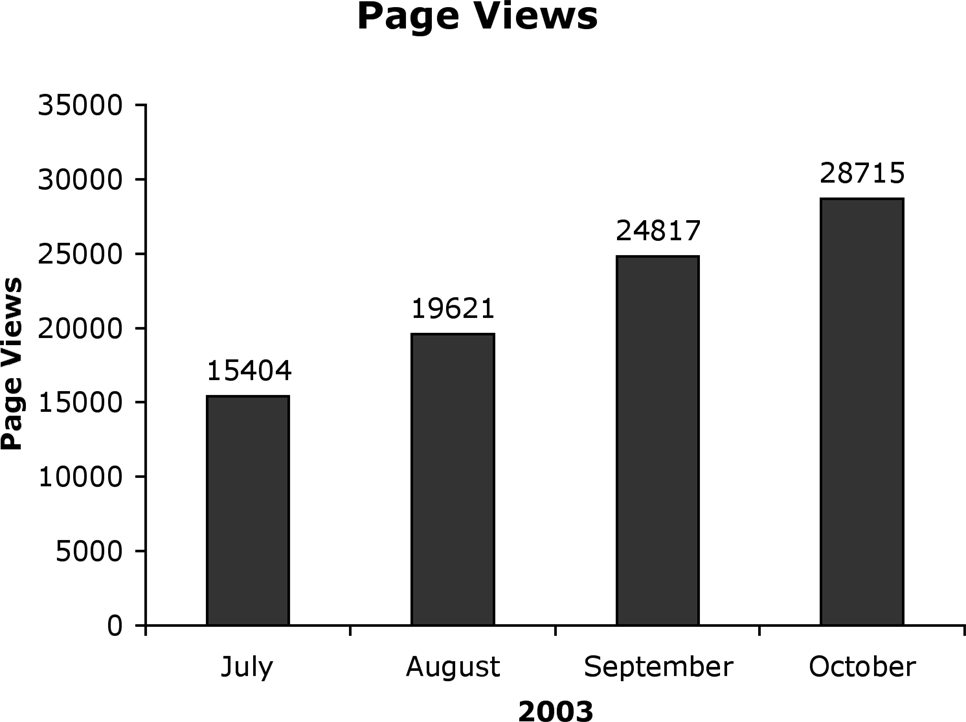 Page Views
35000
30000
25000
20000
15000
10000
5000
0
Page Views
15404
19621
24817
28715
July
August
September
October
2003